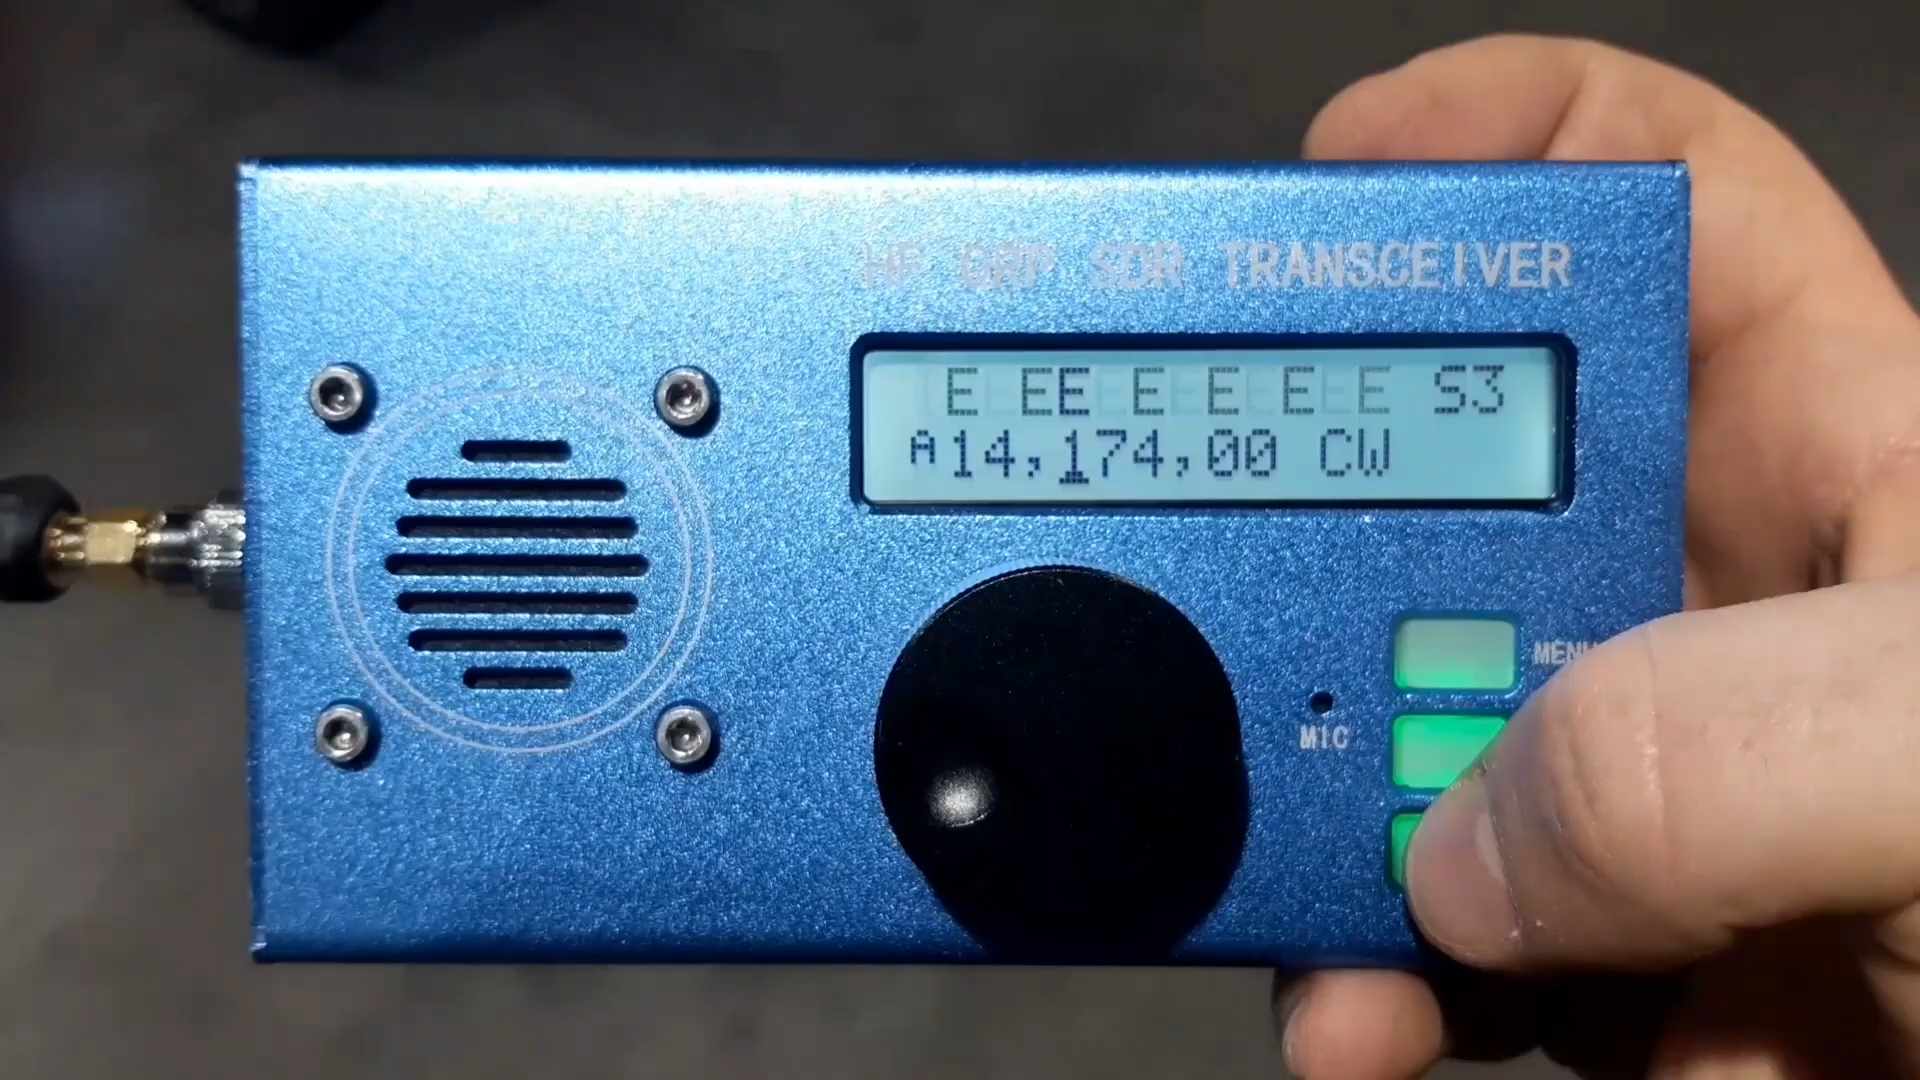 HF QRP SDR TRANSCEIVER
E EE E E E E S3
A14,174,00 CW
MENU
MIC